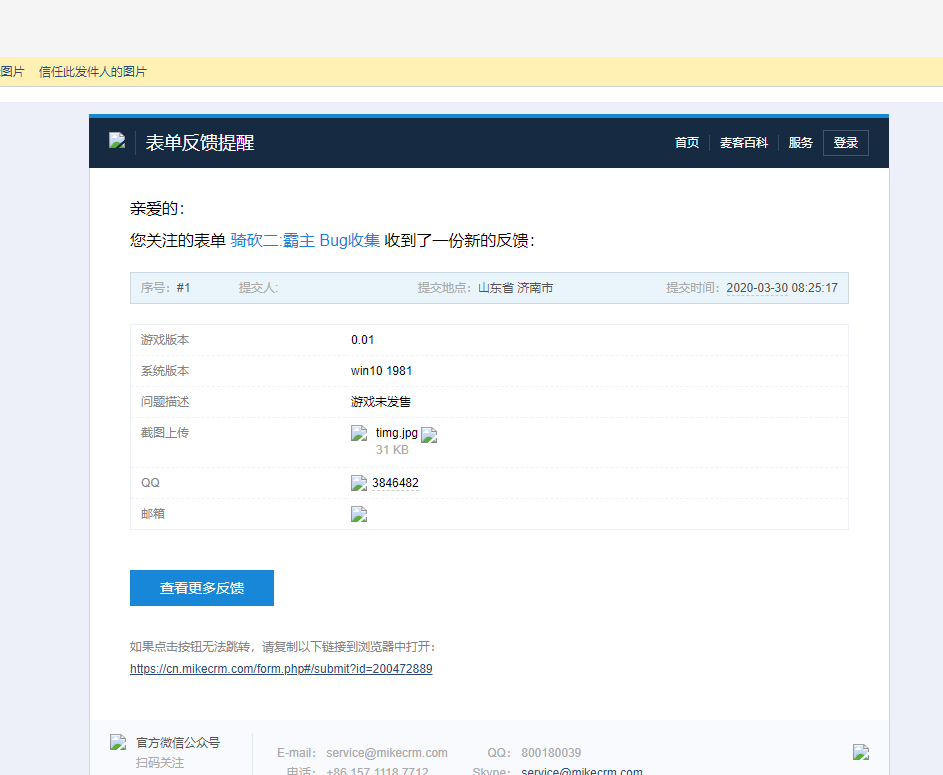 图片 信任此发件人的图片
表单反馈提醒 首页 麦客百科 服务 登录
亲爱的：
您关注的表单 骑砍二:霸主 Bug收集 收到了一份新的反馈：
序号：#1 提交人: 提交地点：山东省 济南市 提交时间：2020-03-30 08:25:17
游戏版本 0.01
系统版本 win10 1981
问题描述 游戏未发售
截图上传 timg.jpg
31 KB
QQ 3846482
邮箱
查看更多反馈
如果点击按钮无法跳转，请复制以下链接到浏览器中打开：
https://cn.mikecrm.com/form.php#/submit?id=200472889
官方微信公众号
扫码关注
E-mail： service@mikecrm.com QQ： 800180039
电话： +86 157 1118 7712 Skype： service@mikecrm.com